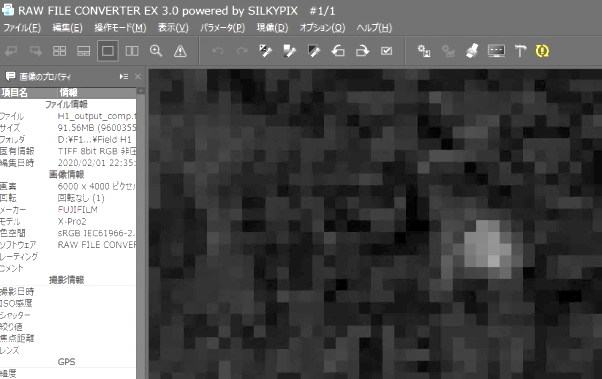 RAW FILE CONVERTER EX 3.0 powered by SILKYPIX #1/1
ファイル(F) 編集(E) 操作モード(M) 表示(V) パラメータ(P) 現像(D) オプション(O) ヘルプ(H)
画像のプロパティ
項目名 情報
ファイル情報
ファイル H1_output_comp.t
サイズ 91.56MB (9600355
フォルダ D:¥F1...¥Field H1
固有情報 TIFF 8bit RGB 非圧
編集日時 2020/02/01 22:35:
画像情報
画素 6000 x 4000 ピクセル
回転 回転なし (1)
メーカー FUJIFILM
モデル X-Pro2
色空間 sRGB IEC61966-2.
ソフトウェア RAW FILE CONVER
レーティング
コメント
撮影情報
撮影日時
ISO感度
シャッター
絞り値
焦点距離
レンズ
GPS
緯度